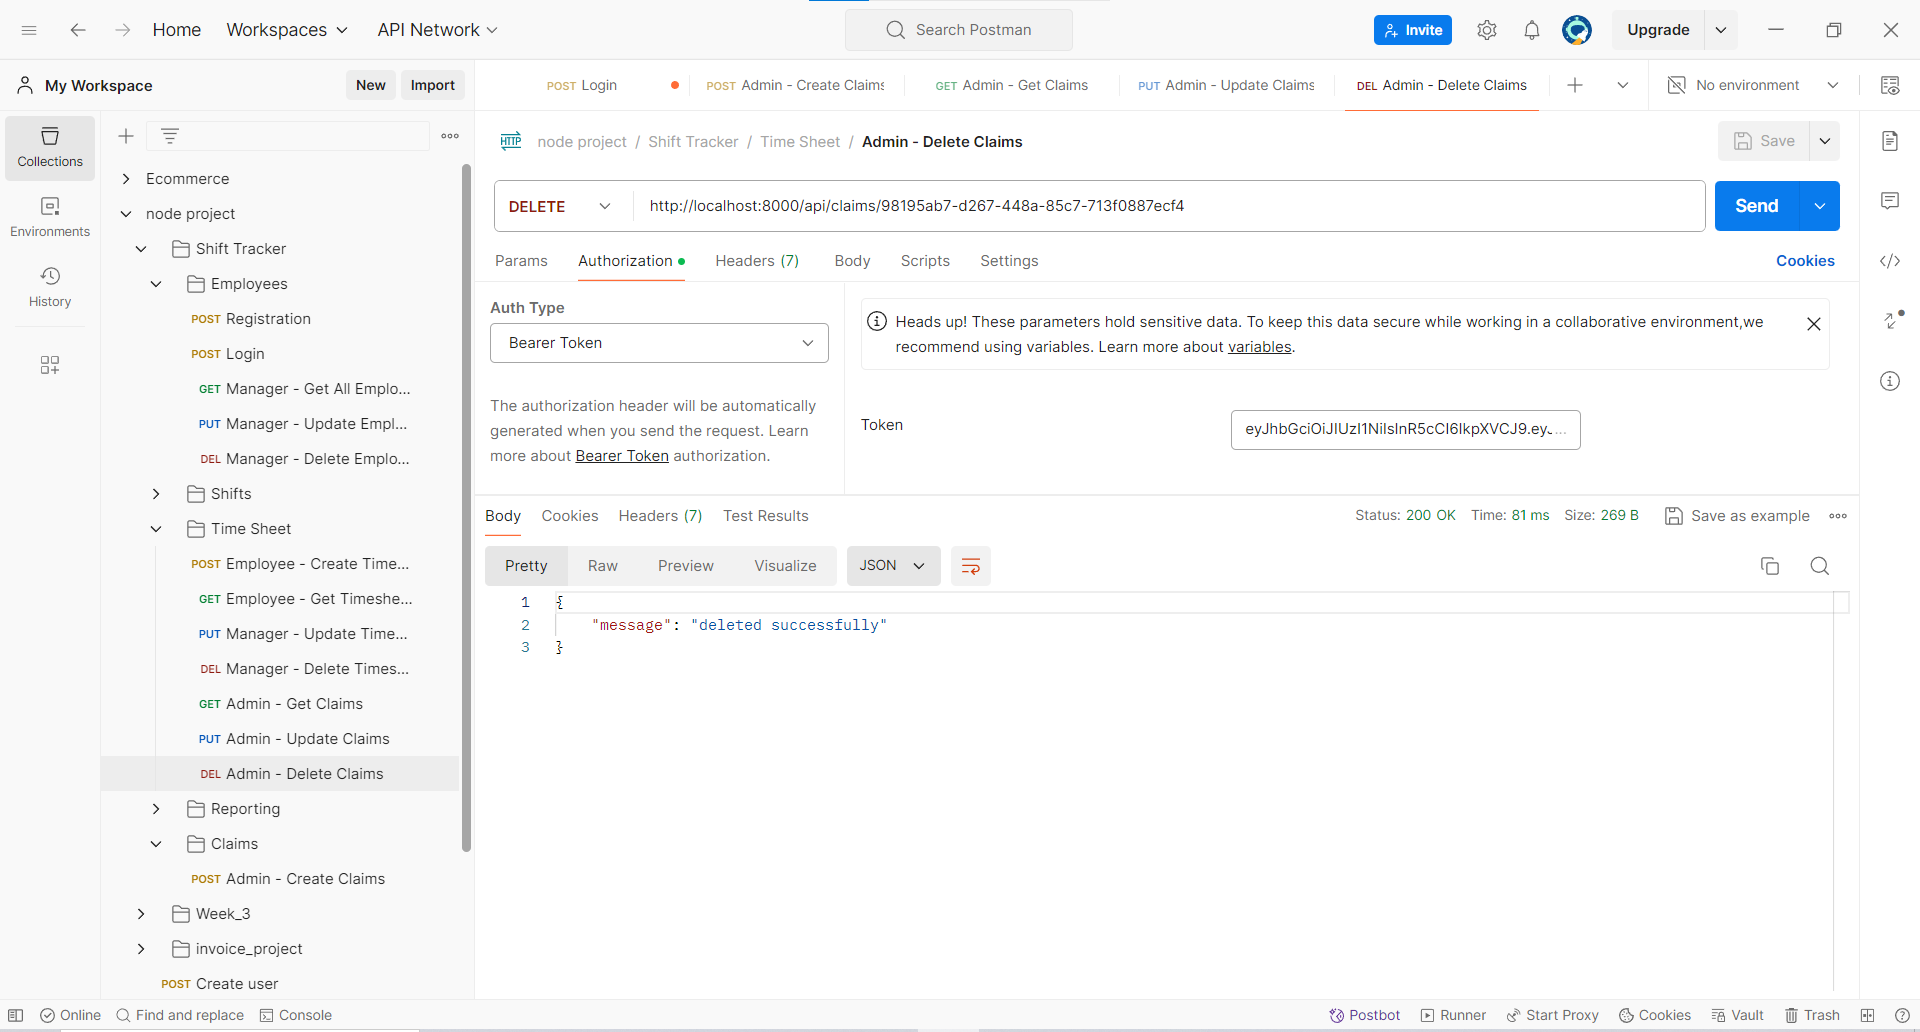 Home Workspaces API Network Search Postman Invite Upgrade
My Workspace New Import
POST Login POST Admin - Create Claims GET Admin - Get Claims PUT Admin - Update Claims DEL Admin - Delete Claims No environment
Collections
Environments
History
Ecommerce
node project
Shift Tracker
Employees
POST Registration
POST Login
GET Manager - Get All Emplo...
PUT Manager - Update Empl...
DEL Manager - Delete Emplo...
Shifts
Time Sheet
POST Employee - Create Time...
GET Employee - Get Timeshe...
PUT Manager - Update Time...
DEL Manager - Delete Times...
GET Admin - Get Claims
PUT Admin - Update Claims
DEL Admin - Delete Claims
Reporting
Claims
POST Admin - Create Claims
Week_3
invoice_project
POST Create user
HTTP node project / Shift Tracker / Time Sheet / Admin - Delete Claims Save
DELETE http://localhost:8000/api/claims/98195ab7-d267-448a-85c7-713f0887ecf4 Send
Params Authorization Headers (7) Body Scripts Settings Cookies
Auth Type
Bearer Token
The authorization header will be automatically
generated when you send the request. Learn
more about Bearer Token authorization.
Heads up! These parameters hold sensitive data. To keep this data secure while working in a collaborative environment,we
recommend using variables. Learn more about variables.
Token eyJhbGciOiJIUzI1NiIsInR5cCI6IkpXVCJ9.eyJ...
Body Cookies Headers (7) Test Results Status: 200 OK Time: 81 ms Size: 269 B Save as example
Pretty Raw Preview Visualize JSON
1 {
2 "message": "deleted successfully"
3 }
Online Find and replace Console Postbot Runner Start Proxy Cookies Vault Trash